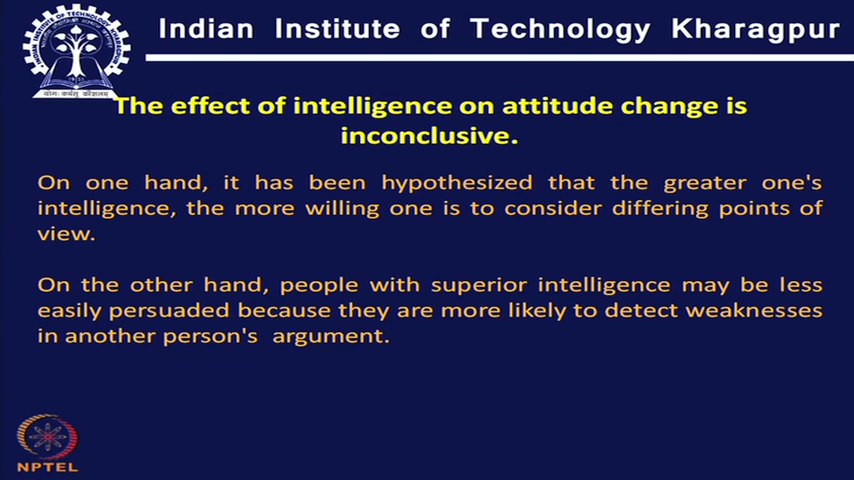 Indian Institute of Technology Kharagpur
The effect of intelligence on attitude change is
inconclusive.
On one hand, it has been hypothesized that the greater one's
intelligence, the more willing one is to consider differing points of
view.
On the other hand, people with superior intelligence may be less
easily persuaded because they are more likely to detect weaknesses
in another person's argument.
योगः कर्मसु कौशलम्
NPTEL